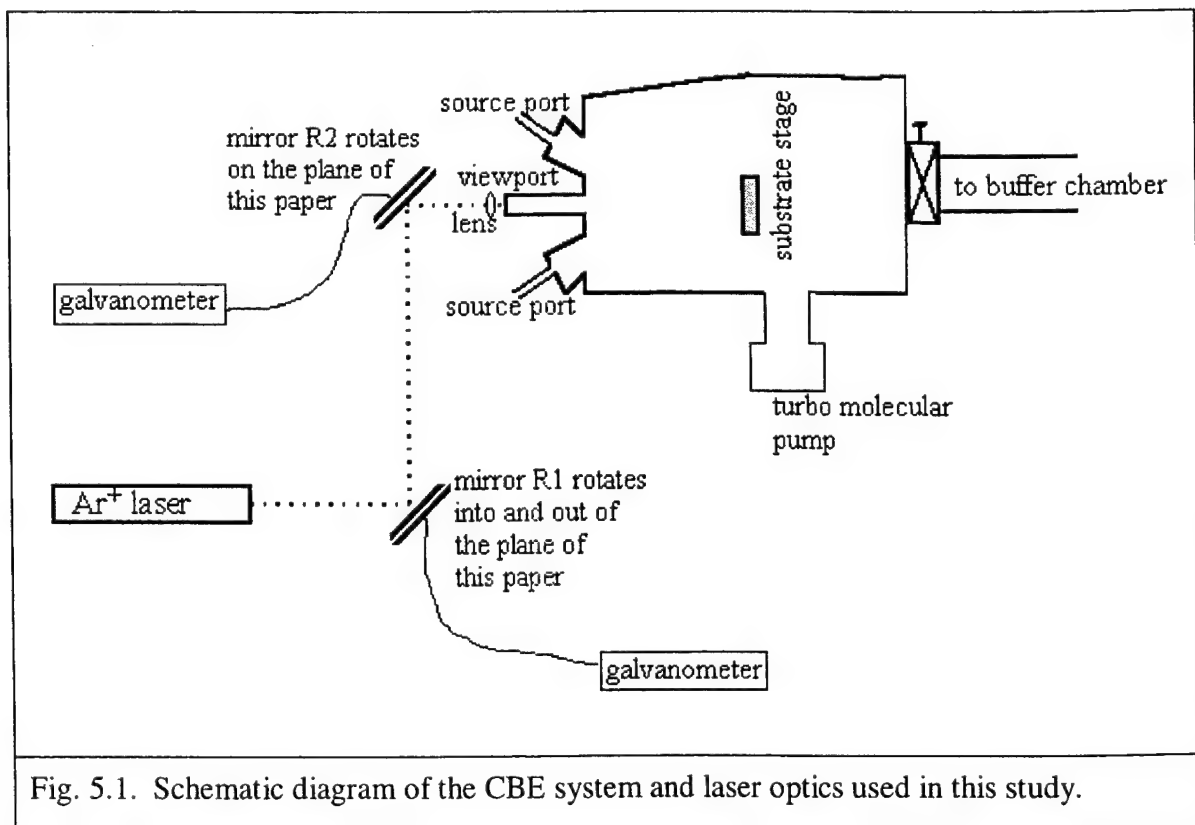 source port
mirror R2 rotates
on the plane of
this paper
viewport
lens
substrate stage
to buffer chamber
galvanometer
source port
turbo molecular
pump
Ar+ laser
mirror R1 rotates
into and out of
the plane of
this paper
galvanometer
Fig. 5.1. Schematic diagram of the CBE system and laser optics used in this study.